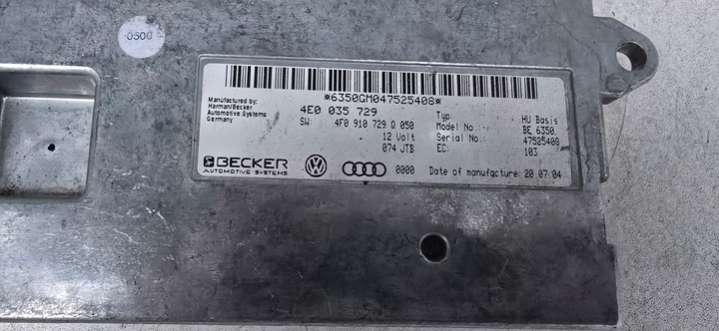 0500
*6350GM047525408*
Manufactured by:
Harman/Becker
Automotive Systems
Germany
4E0 035 729
SW: 4F0 910 729 Q 050
12 Volt
074 JTB
Typ: HU Basis
Model No.: BE 6350
Serial No.: 47525408
EC: 103
BECKER
AUTOMOTIVE SYSTEMS
0000
Date of manufacture: 20.07.04